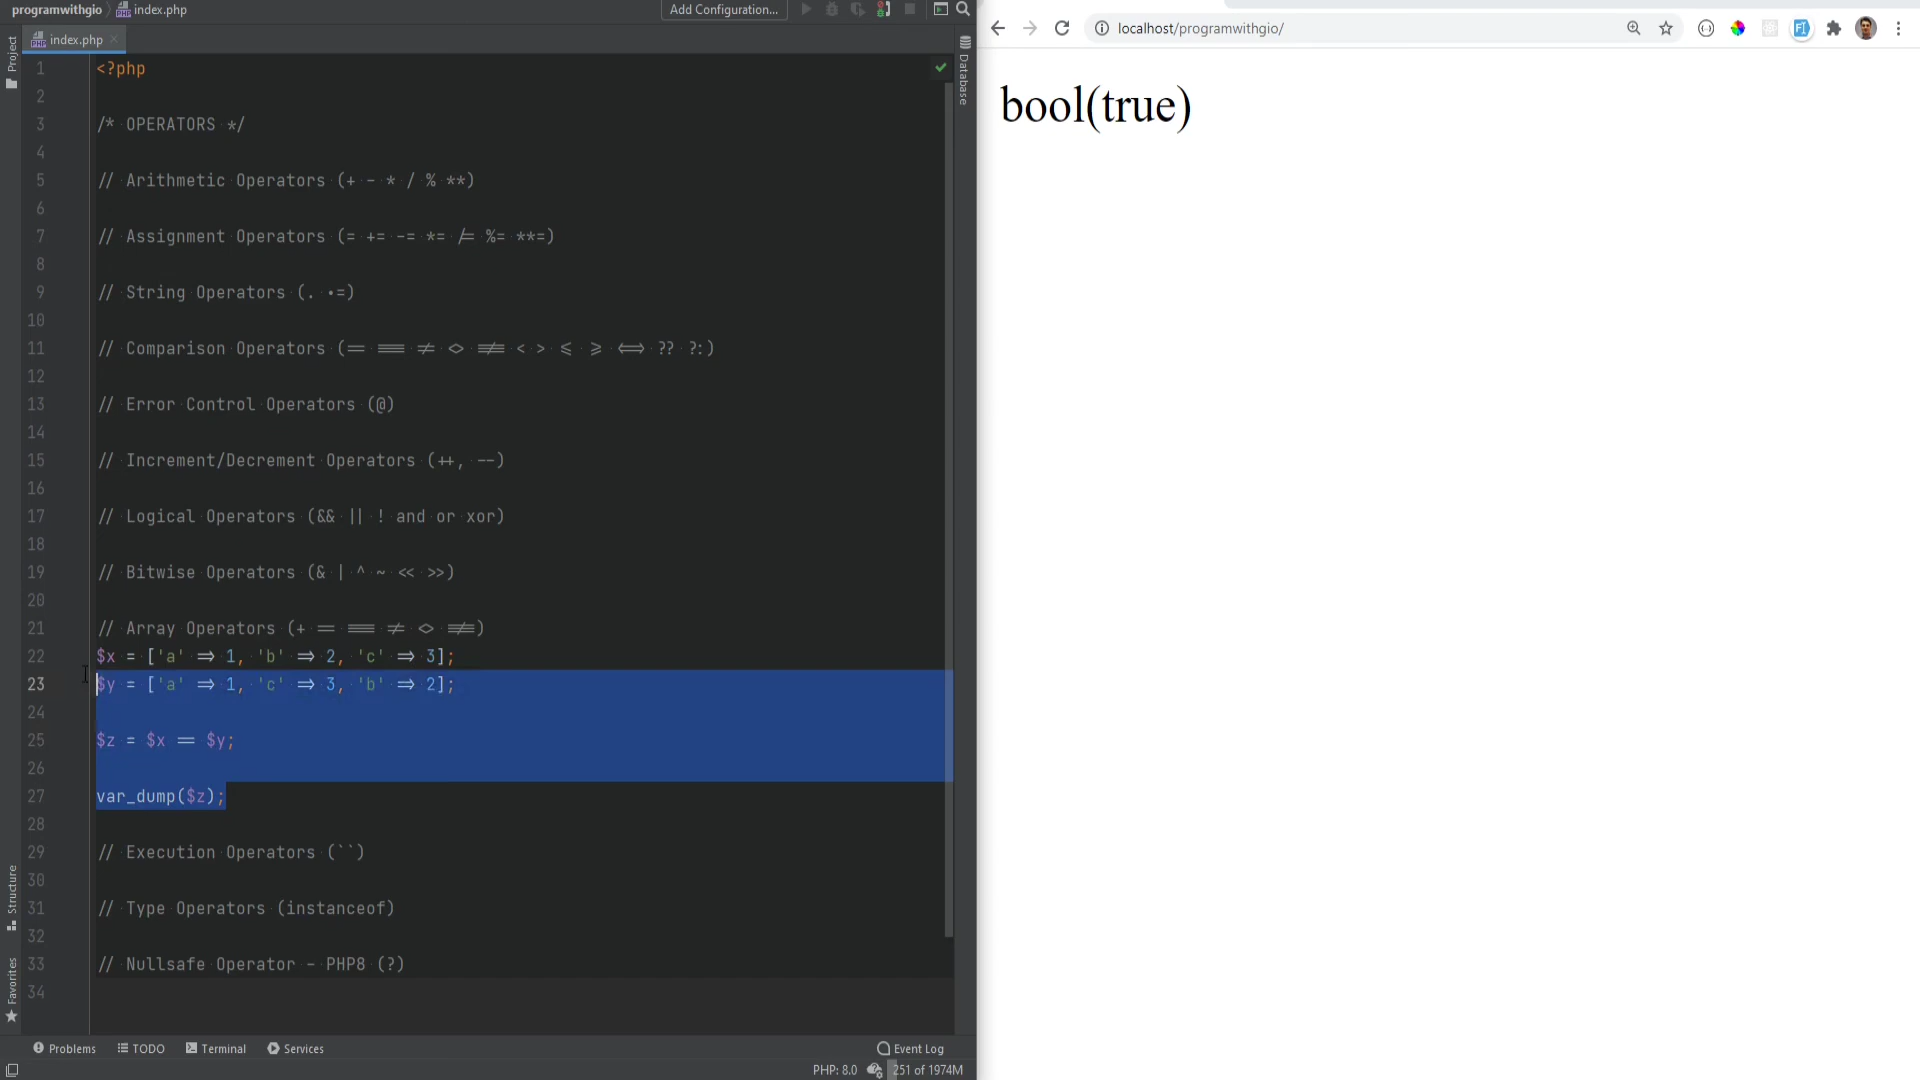 programwithgio
index.php
Add Configuration...
index.php
Project
Database
1 <?php
2
3 /* OPERATORS */
4
5 // Arithmetic Operators (+ - * / % **)
6
7 // Assignment Operators (= += -= *= /= %= **=)
8
9 // String Operators (. .=)
10
11 // Comparison Operators (== === != <> !== < > <= >= <=> ?? ?:)
12
13 // Error Control Operators (@)
14
15 // Increment/Decrement Operators (++, --)
16
17 // Logical Operators (&& || ! and or xor)
18
19 // Bitwise Operators (& | ^ ~ << >>)
20
21 // Array Operators (+ == === != <> !==)
22 $x = ['a' => 1, 'b' => 2, 'c' => 3];
23 $y = ['a' => 1, 'c' => 3, 'b' => 2];
24
25 $z = $x == $y;
26
27 var_dump($z);
28
29 // Execution Operators (``)
30
31 // Type Operators (instanceof)
32
33 // Nullsafe Operator - PHP8 (?)
34
Structure
Favorites
Problems
TODO
Terminal
Services
Event Log
PHP: 8.0
251 of 1974M
localhost/programwithgio/
bool(true)